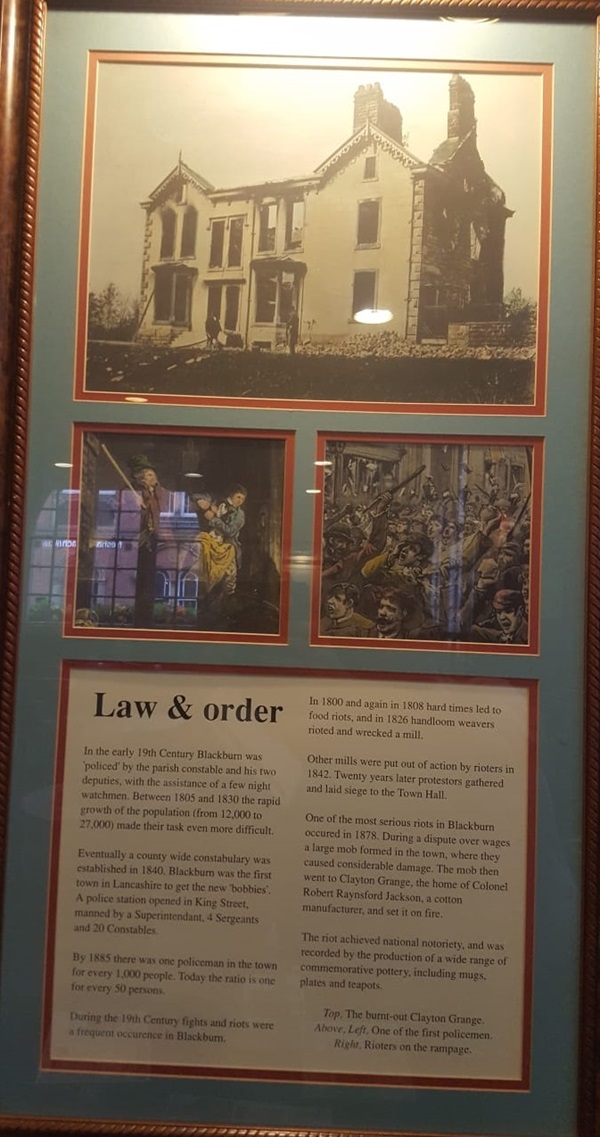 Law & order
In the early 19th Century Blackburn was
'policed' by the parish constable and his two
deputies, with the assistance of a few night
watchmen. Between 1805 and 1830 the rapid
growth of the population (from 12,000 to
27,000) made their task even more difficult.
Eventually a county wide constabulary was
established in 1840. Blackburn was the first
town in Lancashire to get the new 'bobbies'.
A police station opened in King Street,
manned by a Superintendant, 4 Sergeants
and 20 Constables.
By 1885 there was one policeman in the town
for every 1,000 people. Today the ratio is one
for every 50 persons.
During the 19th Century fights and riots were
a frequent occurence in Blackburn.
In 1800 and again in 1808 hard times led to
food riots, and in 1826 handloom weavers
rioted and wrecked a mill.
Other mills were put out of action by rioters in
1842. Twenty years later protestors gathered
and laid siege to the Town Hall.
One of the most serious riots in Blackburn
occured in 1878. During a dispute over wages
a large mob formed in the town, where they
caused considerable damage. The mob then
went to Clayton Grange, the home of Colonel
Robert Raynsford Jackson, a cotton
manufacturer, and set it on fire.
The riot achieved national notoriety, and was
recorded by the production of a wide range of
commemorative pottery, including mugs,
plates and teapots.
Top, The burnt-out Clayton Grange.
Above, Left, One of the first policemen.
Right, Rioters on the rampage.